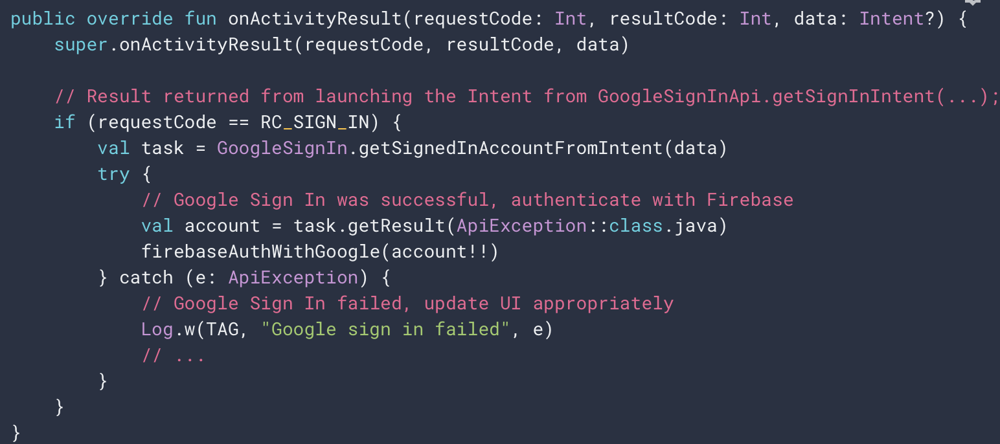 public override fun onActivityResult(requestCode: Int, resultCode: Int, data: Intent?) {
    super.onActivityResult(requestCode, resultCode, data)

    // Result returned from launching the Intent from GoogleSignInApi.getSignInIntent(...);
    if (requestCode == RC_SIGN_IN) {
        val task = GoogleSignIn.getSignedInAccountFromIntent(data)
        try {
            // Google Sign In was successful, authenticate with Firebase
            val account = task.getResult(ApiException::class.java)
            firebaseAuthWithGoogle(account!!)
        } catch (e: ApiException) {
            // Google Sign In failed, update UI appropriately
            Log.w(TAG, "Google sign in failed", e)
            // ...
        }
    }
}